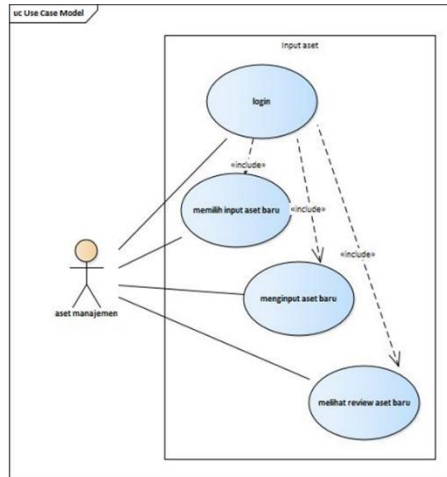 uc Use Case Model
Input aset
login
«include»
memilih input aset baru
«include»
menginput aset baru
«include»
aset manajemen
melihat review aset baru